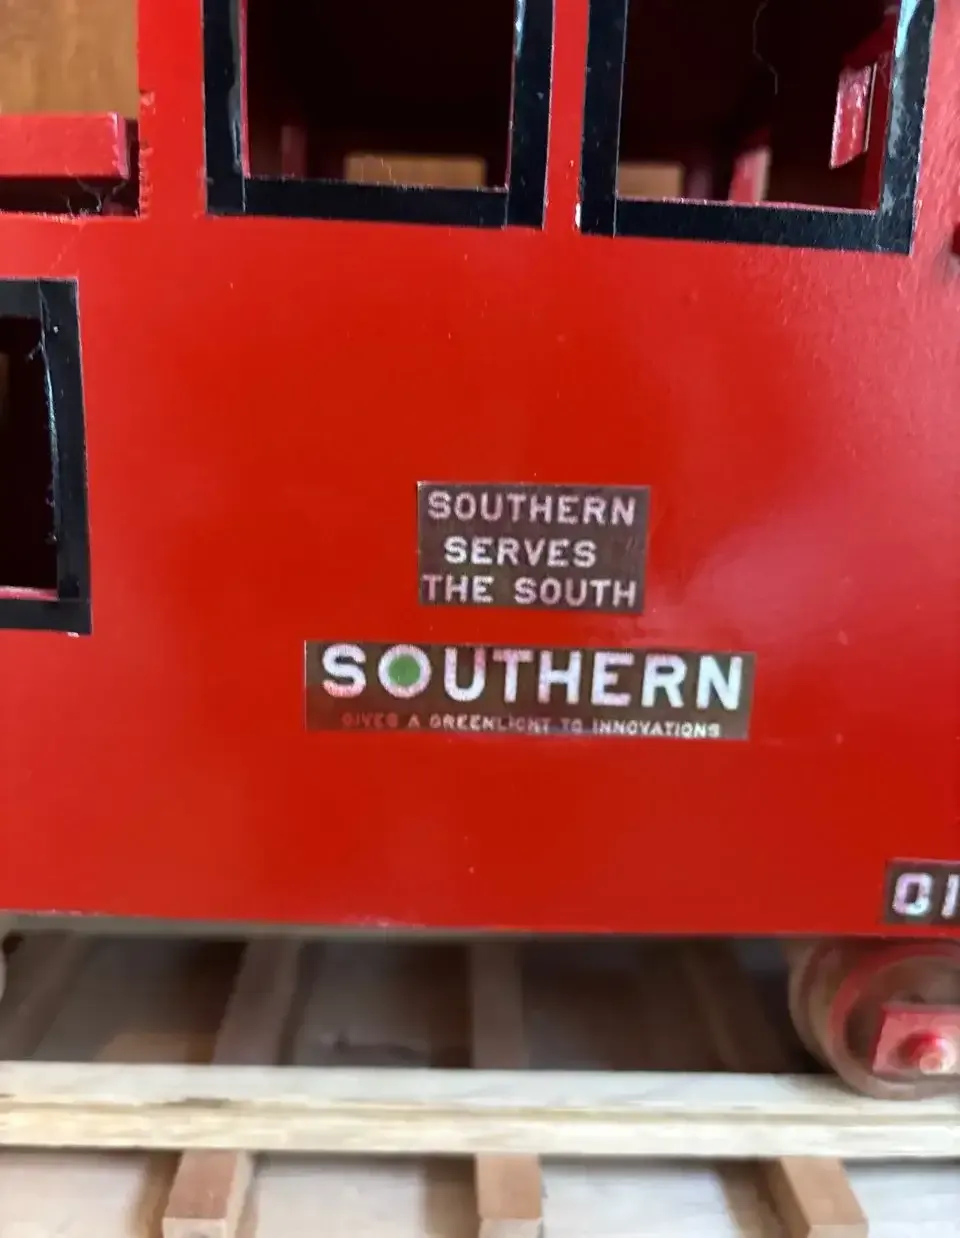 SOUTHERN
SERVES
THE SOUTH
SOUTHERN
GIVES A GREENLIGHT TO INNOVATIONS